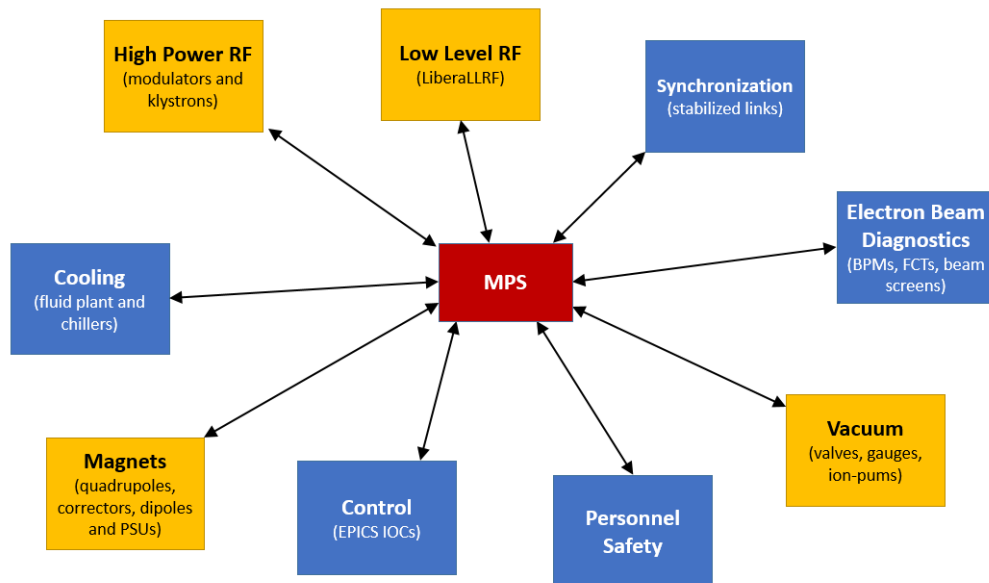 High Power RF
(modulators and
klystrons)
Low Level RF
(LiberaLLRF)
Synchronization
(stabilized links)
Electron Beam
Diagnostics
(BPMs, FCTs, beam
screens)
Cooling
(fluid plant and
chillers)
MPS
Magnets
(quadrupoles,
correctors, dipoles
and PSUs)
Control
(EPICS IOCs)
Personnel
Safety
Vacuum
(valves, gauges,
ion-pums)